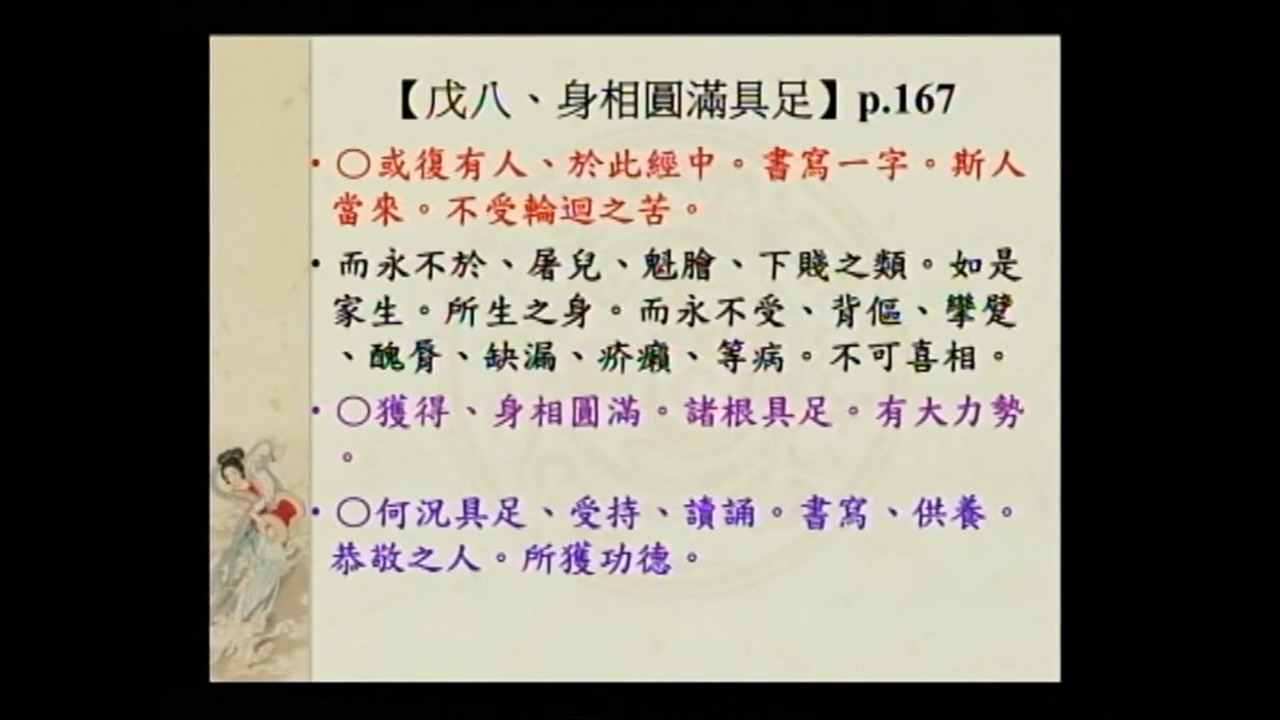 【戊八、身相圓滿具足】p.167
•〇或復有人、於此經中。書寫一字。斯人
當來。不受輪迴之苦。
•而永不於、屠兒、魁膾、下賤之類。如是
家生。所生之身。而永不受、背傴、攣躄
、醜脣、缺漏、疥癩、等病。不可喜相。
•〇獲得、身相圓滿。諸根具足。有大力勢
。
•〇何況具足、受持、讀誦。書寫、供養。
恭敬之人。所獲功德。